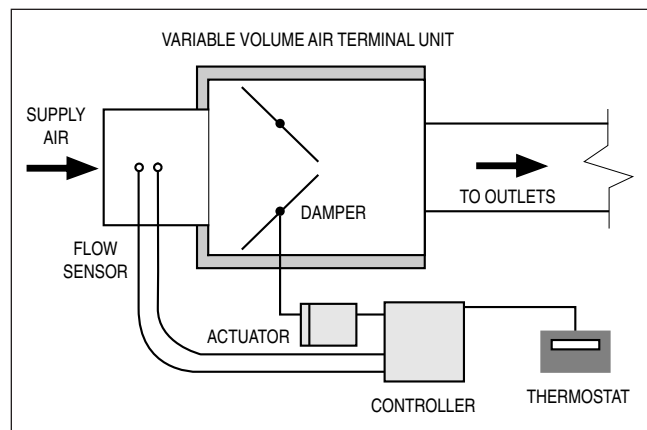 VARIABLE VOLUME AIR TERMINAL UNIT
SUPPLY
AIR
DAMPER
TO OUTLETS
FLOW
SENSOR
ACTUATOR
CONTROLLER
THERMOSTAT